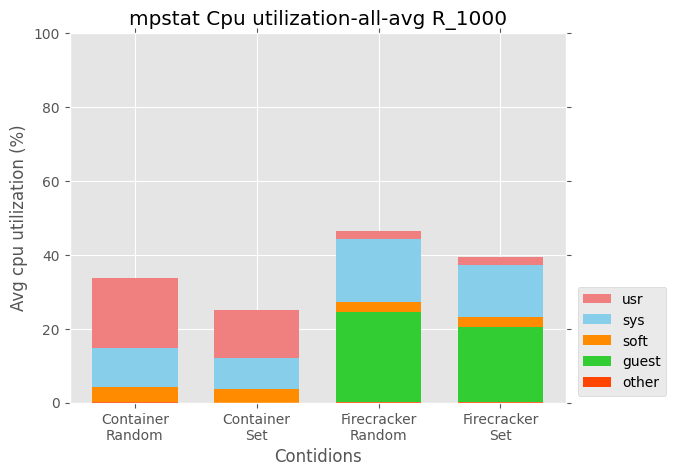 mpstat Cpu utilization-all-avg R_1000
100
80
60
40
20
0
Avg cpu utilization (%)
Container
Random
Container
Set
Firecracker
Random
Firecracker
Set
Contidions
usr
sys
soft
guest
other